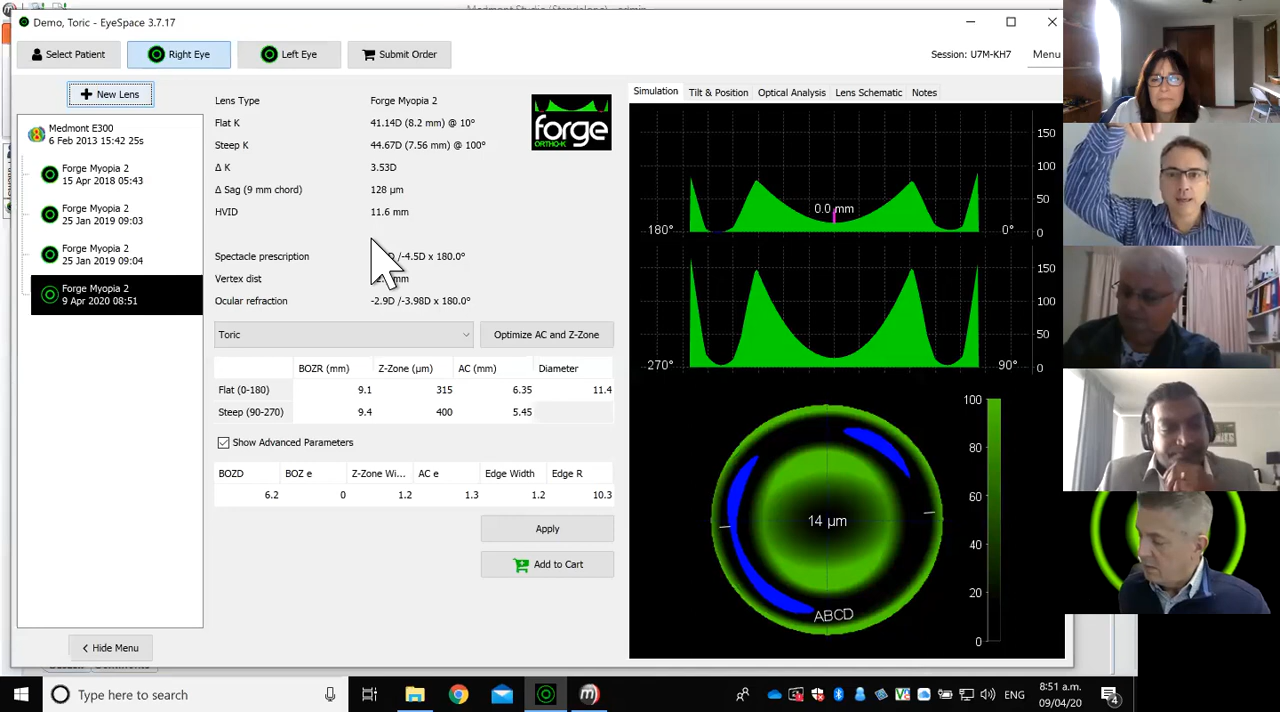 Demo, Toric - EyeSpace 3.7.17
Select Patient
Right Eye
Left Eye
Submit Order
Session: U7M-KH7
Menu
New Lens
Medmont E300
6 Feb 2013 15:42 25s
Forge Myopia 2
15 Apr 2018 05:43
Forge Myopia 2
25 Jan 2019 09:03
Forge Myopia 2
25 Jan 2019 09:04
Forge Myopia 2
9 Apr 2020 08:51
Hide Menu
Lens Type Forge Myopia 2
Flat K 41.14D (8.2 mm) @ 10°
Steep K 44.67D (7.56 mm) @ 100°
Δ K 3.53D
Δ Sag (9 mm chord) 128 μm
HVID 11.6 mm
Spectacle prescription /-4.5D x 180.0°
Vertex dist mm
Ocular refraction -2.9D /-3.98D x 180.0°
forge
ORTHO-K
Toric
Optimize AC and Z-Zone
BOZR (mm) Z-Zone (μm) AC (mm) Diameter
Flat (0-180) 9.1 315 6.35 11.4
Steep (90-270) 9.4 400 5.45
Show Advanced Parameters
BOZD BOZ e Z-Zone Wi... AC e Edge Width Edge R
6.2 0 1.2 1.3 1.2 10.3
Apply
Add to Cart
Simulation Tilt & Position Optical Analysis Lens Schematic Notes
150
100
50
0
0.0 mm
180°
0°
150
100
50
0
270°
90°
100
80
60
40
20
0
14 μm
ABCD
Type here to search
ENG
8:51 a.m.
09/04/20
4